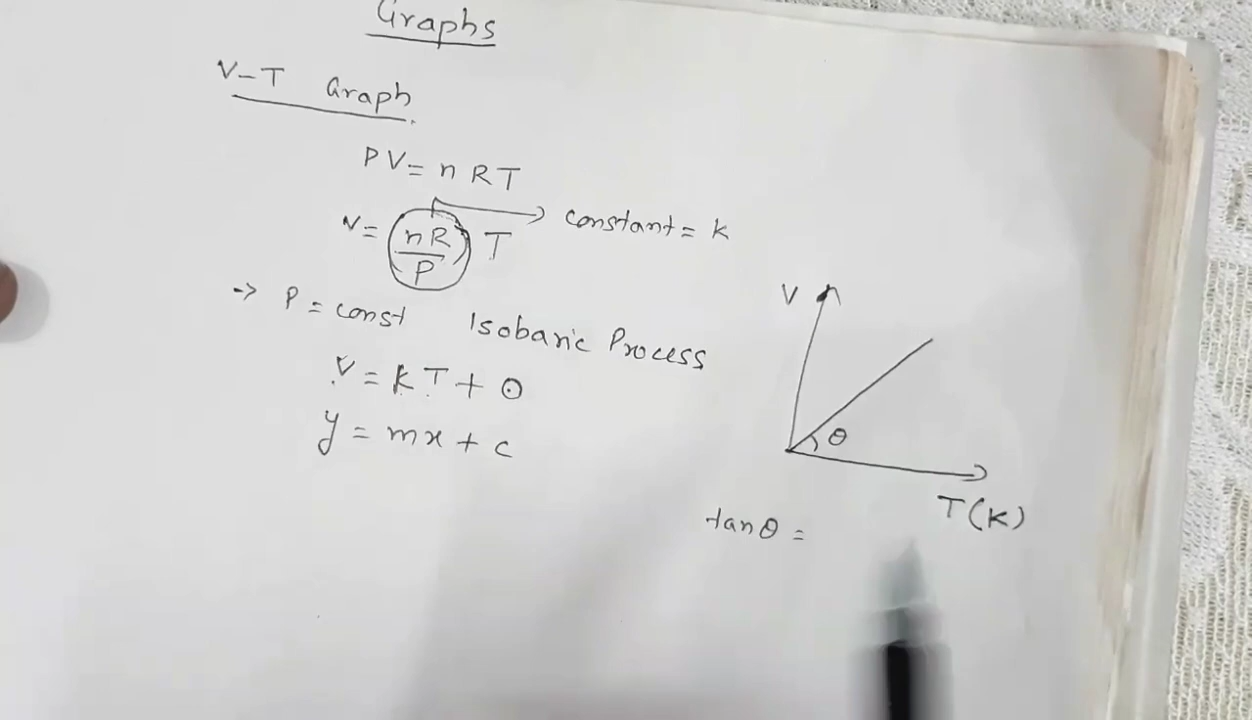 Graphs
V-T Graph
PV = nRT
V = (nR/P) T → constant = k
-> P = const Isobaric Process
V = kT + 0
y = mx + c
V
θ
T(K)
tanθ =